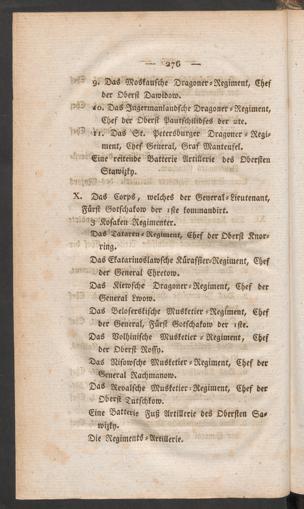 — 276 —
9. Das Moskausche Dragoner-Regiment, Chef
der Oberst Dawidow.
10. Das Ingermanlandsche Dragoner-Regiment,
Chef der Oberst Pautschitsdfes der 2te.
11. Das St. Petersburger Dragoner-Regi-
ment, Chef General, Graf Manteufel.
Eine reitende Batterie Artillerie des Obersten
Stawizky.
X. Das Corps, welches der General-Lieutenant,
Fürst Gotschakow der 1ste kommandirt.
3 Kosaken Regimenter.
Das Tataren-Regiment, Chef der Oberst Knor-
ring.
Das Ekatarinoslawsche Kürassier-Regiment, Chef
der General Chretow.
Das Kiewsche Dragoner-Regiment, Chef der
General Lwow.
Das Beloserskische Musketier-Regiment, Chef
der General, Fürst Gotschakow der 1ste.
Das Wolhinische Musketier-Regiment, Chef
der Oberst Rossy.
Das Nisowsche Musketier-Regiment, Chef der
General Rachmanow.
Das Revalsche Musketier-Regiment, Chef der
Oberst Tutschkow.
Eine Batterie Fuß Artillerie des Obersten Sa-
wizky.
Die Regiments-Artillerie.